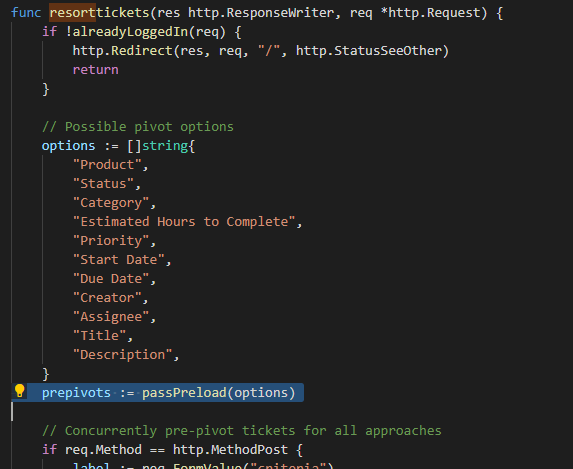 func resorttickets(res http.ResponseWriter, req *http.Request) {
if !alreadyLoggedIn(req) {
http.Redirect(res, req, "/", http.StatusSeeOther)
return
}
// Possible pivot options
options := []string{
"Product",
"Status",
"Category",
"Estimated Hours to Complete",
"Priority",
"Start Date",
"Due Date",
"Creator",
"Assignee",
"Title",
"Description",
}
prepivots := passPreload(options)
// Concurrently pre-pivot tickets for all approaches
if req.Method == http.MethodPost {
label := req.FormValue("criteria")